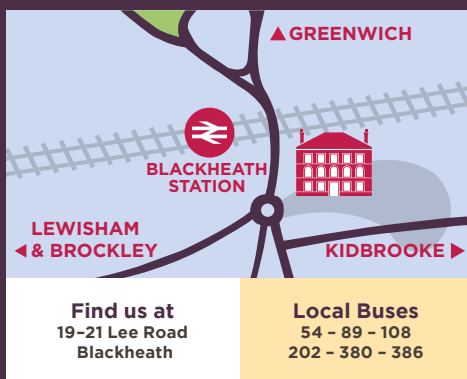 ▲ GREENWICH
BLACKHEATH
STATION
LEWISHAM
◀ & BROCKLEY
KIDBROOKE ▶
Find us at
19–21 Lee Road
Blackheath
Local Buses
54 – 89 – 108
202 – 380 – 386